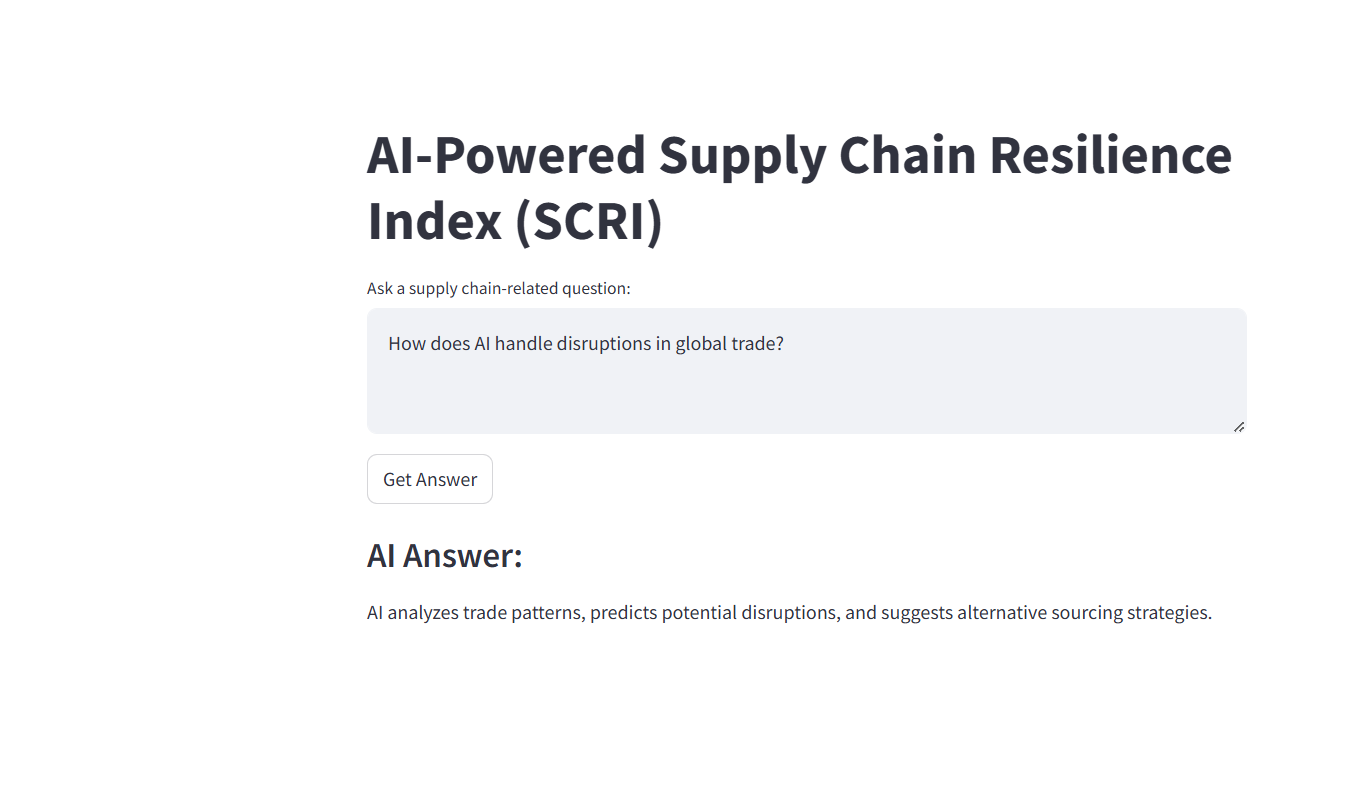 AI-Powered Supply Chain Resilience
Index (SCRI)
Ask a supply chain-related question:
How does AI handle disruptions in global trade?
Get Answer
AI Answer:
AI analyzes trade patterns, predicts potential disruptions, and suggests alternative sourcing strategies.